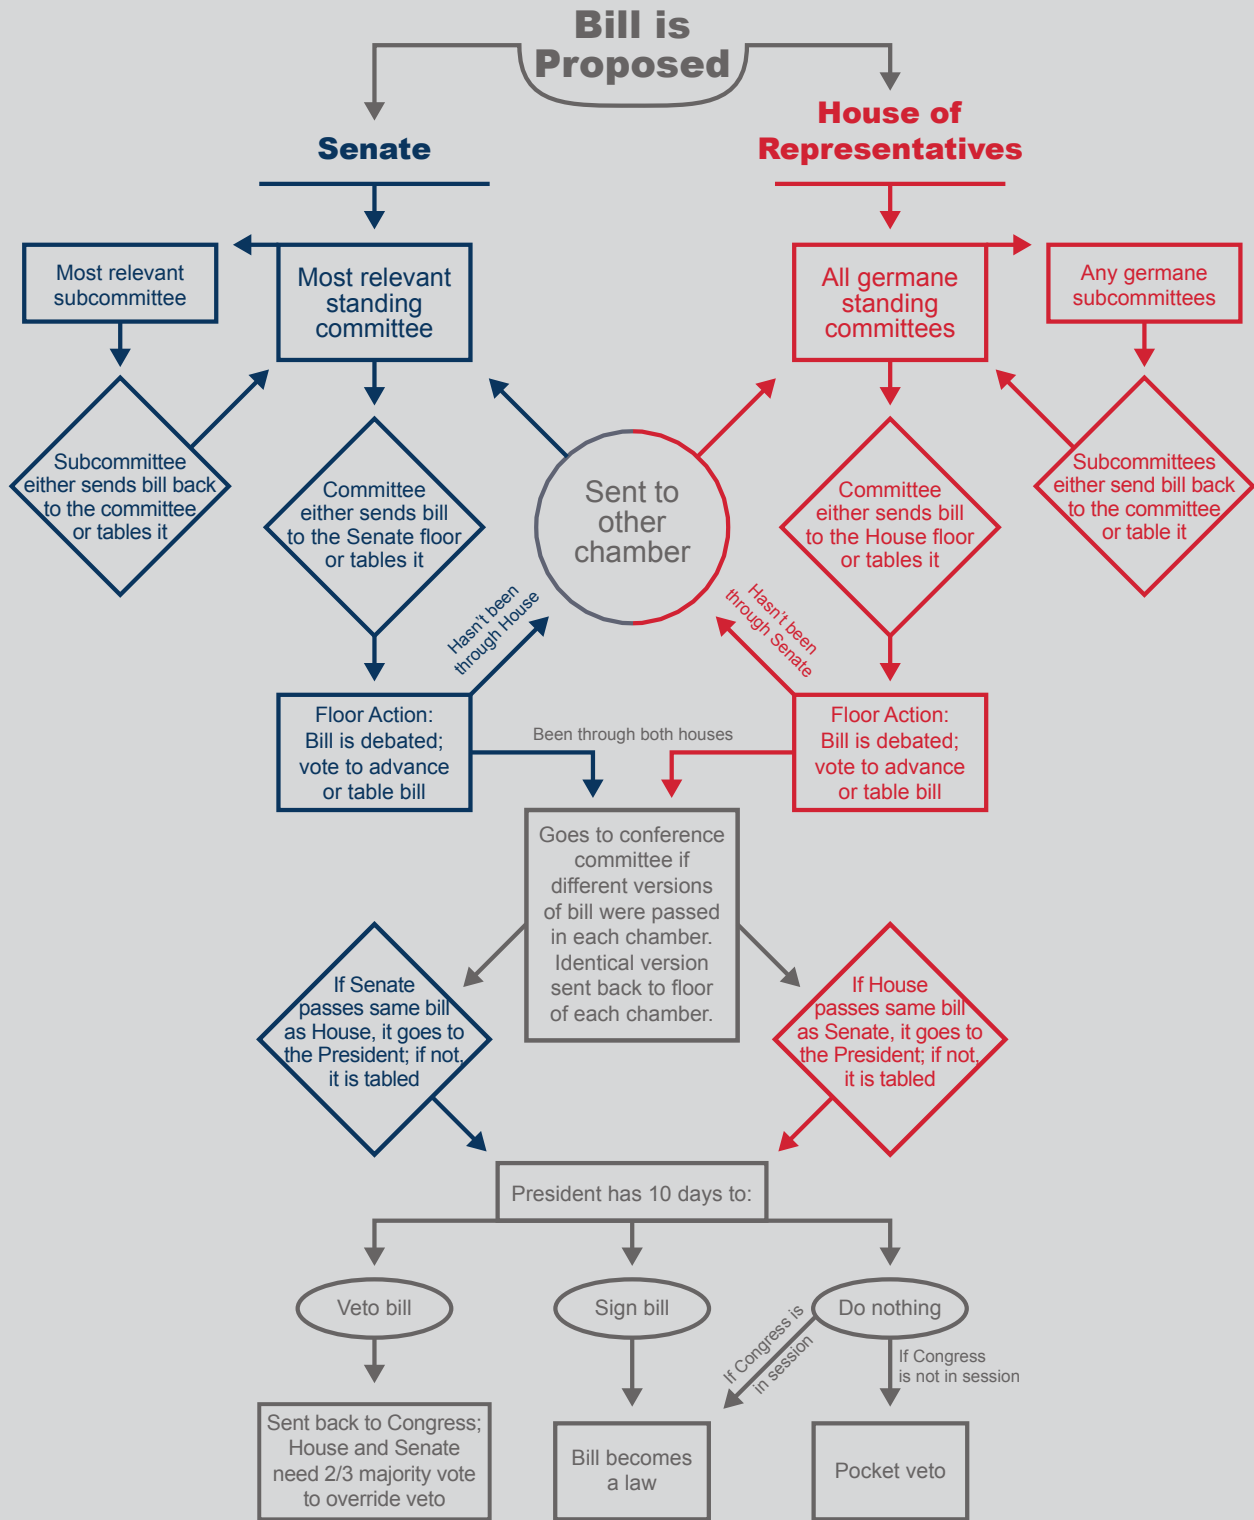 Bill is
Proposed
Senate
House of
Representatives
Most relevant
subcommittee
Most relevant
standing
committee
All germane
standing
committees
Any germane
subcommittees
Subcommittee
either sends bill back
to the committee
or tables it
Committee
either sends bill
to the Senate floor
or tables it
Sent to
other
chamber
Committee
either sends bill
to the House floor
or tables it
Subcommittees
either send bill back
to the committee
or table it
Hasn't been
through House
Hasn't been
through Senate
Floor Action:
Bill is debated;
vote to advance
or table bill
Been through both houses
Floor Action:
Bill is debated;
vote to advance
or table bill
Goes to conference
committee if
different versions
of bill were passed
in each chamber.
Identical version
sent back to floor
of each chamber.
If Senate
passes same bill
as House, it goes to
the President; if not,
it is tabled
If House
passes same bill
as Senate, it goes to
the President; if not,
it is tabled
President has 10 days to:
Veto bill
Sign bill
Do nothing
If Congress is
in session
If Congress
is not in session
Sent back to Congress;
House and Senate
need 2/3 majority vote
to override veto
Bill becomes
a law
Pocket veto